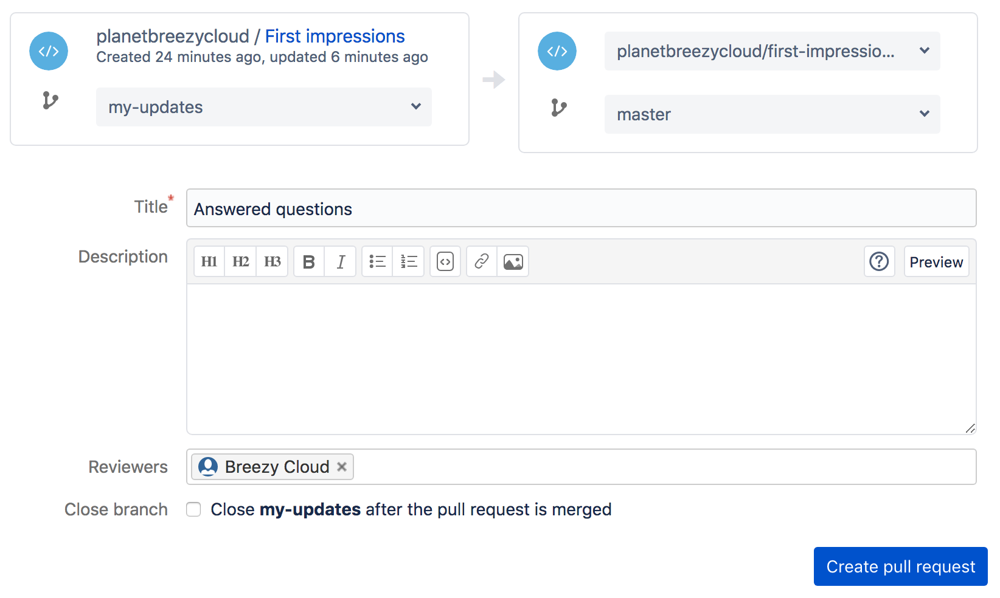 planetbreezycloud / First impressions
Created 24 minutes ago, updated 6 minutes ago
my-updates
planetbreezycloud/first-impressio...
master
Title*
Answered questions
Description
H1 H2 H3 B I
Preview
Reviewers
Breezy Cloud
Close branch
Close my-updates after the pull request is merged
Create pull request